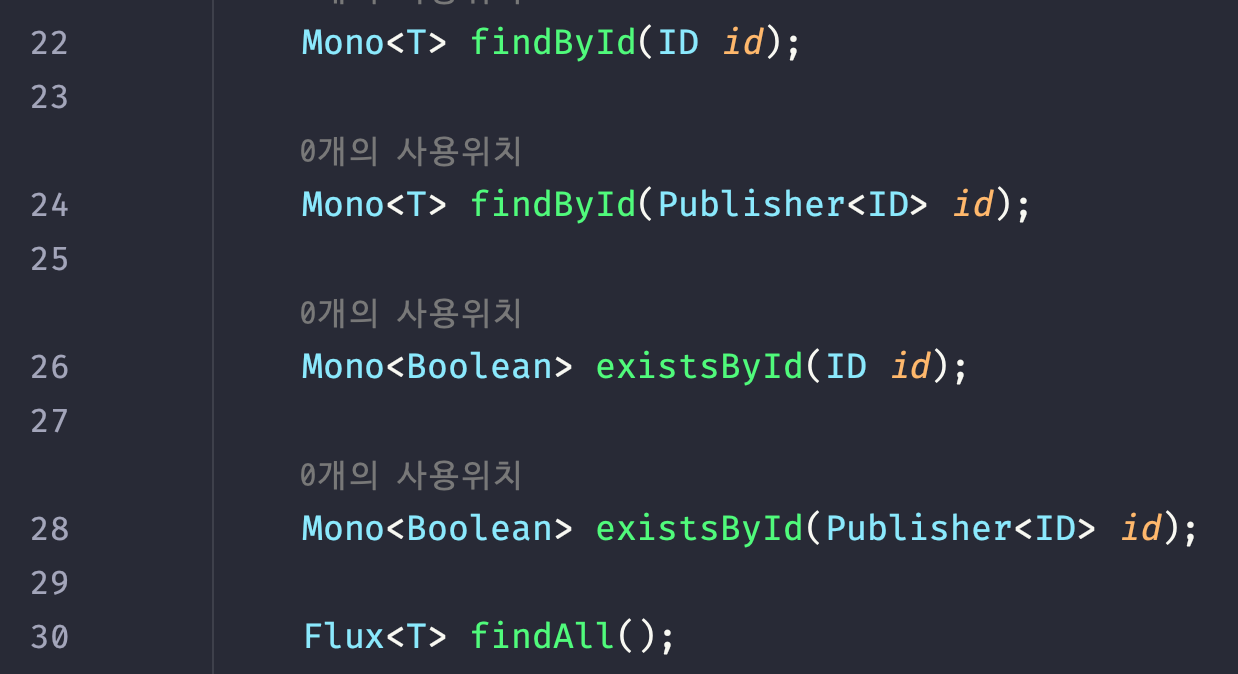 22 Mono<T> findById(ID id);
23
0개의 사용위치
24 Mono<T> findById(Publisher<ID> id);
25
0개의 사용위치
26 Mono<Boolean> existsById(ID id);
27
0개의 사용위치
28 Mono<Boolean> existsById(Publisher<ID> id);
29
30 Flux<T> findAll();